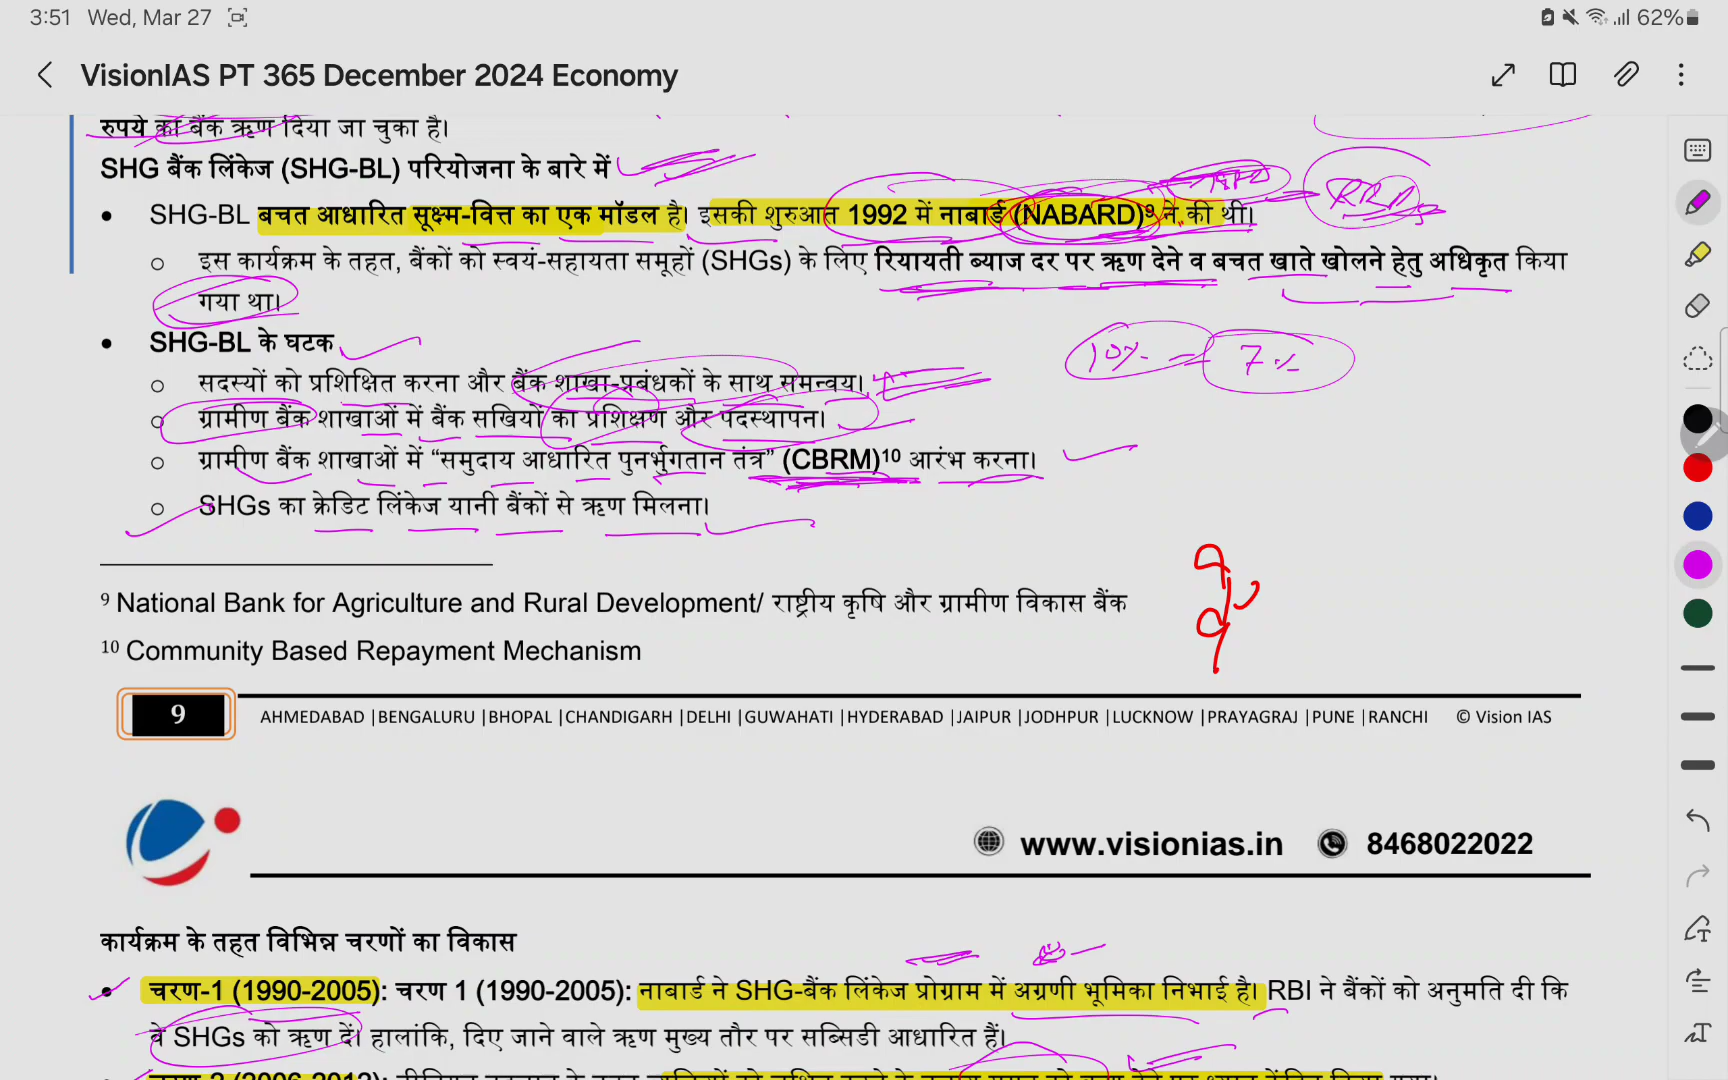 3:51 Wed, Mar 27
62%
VisionIAS PT 365 December 2024 Economy
रुपये का बैंक ऋण दिया जा चुका है।
SHG बैंक लिंकेज (SHG-BL) परियोजना के बारे में
• SHG-BL बचत आधारित सूक्ष्म-वित्त का एक मॉडल है। इसकी शुरुआत 1992 में नाबार्ड (NABARD)⁹ ने की थी।
○ इस कार्यक्रम के तहत, बैंकों को स्वयं-सहायता समूहों (SHGs) के लिए रियायती ब्याज दर पर ऋण देने व बचत खाते खोलने हेतु अधिकृत किया
गया था।
• SHG-BL के घटक
10% = 7%
○ सदस्यों को प्रशिक्षित करना और बैंक शाखा-प्रबंधकों के साथ समन्वय।
○ ग्रामीण बैंक शाखाओं में बैंक सखियों का प्रशिक्षण और पदस्थापन।
○ ग्रामीण बैंक शाखाओं में “समुदाय आधारित पुनर्भुगतान तंत्र” (CBRM)¹⁰ आरंभ करना।
○ SHGs का क्रेडिट लिंकेज यानी बैंकों से ऋण मिलना।
⁹ National Bank for Agriculture and Rural Development/ राष्ट्रीय कृषि और ग्रामीण विकास बैंक
¹⁰ Community Based Repayment Mechanism
9 AHMEDABAD |BENGALURU |BHOPAL |CHANDIGARH |DELHI |GUWAHATI |HYDERABAD |JAIPUR |JODHPUR |LUCKNOW |PRAYAGRAJ |PUNE |RANCHI © Vision IAS
www.visionias.in 8468022022
कार्यक्रम के तहत विभिन्न चरणों का विकास
• चरण-1 (1990-2005): चरण 1 (1990-2005): नाबार्ड ने SHG-बैंक लिंकेज प्रोग्राम में अग्रणी भूमिका निभाई है। RBI ने बैंकों को अनुमति दी कि
वे SHGs को ऋण दें। हालांकि, दिए जाने वाले ऋण मुख्य तौर पर सब्सिडी आधारित हैं।